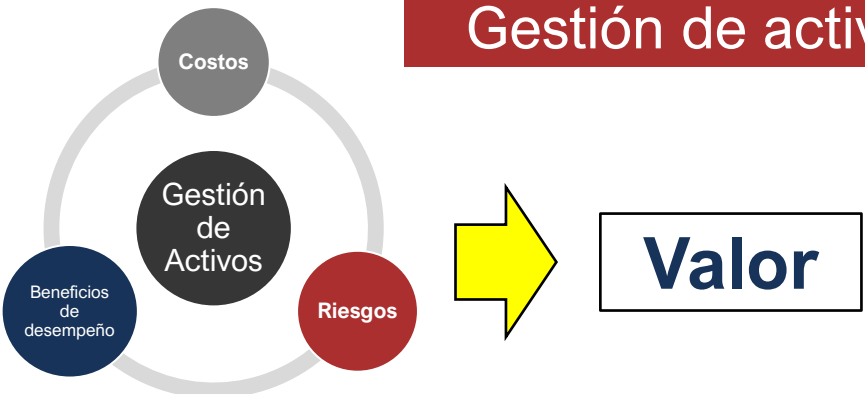 Gestión de activ
Costos
Gestión
de
Activos
Beneficios
de
desempeño
Riesgos
Valor